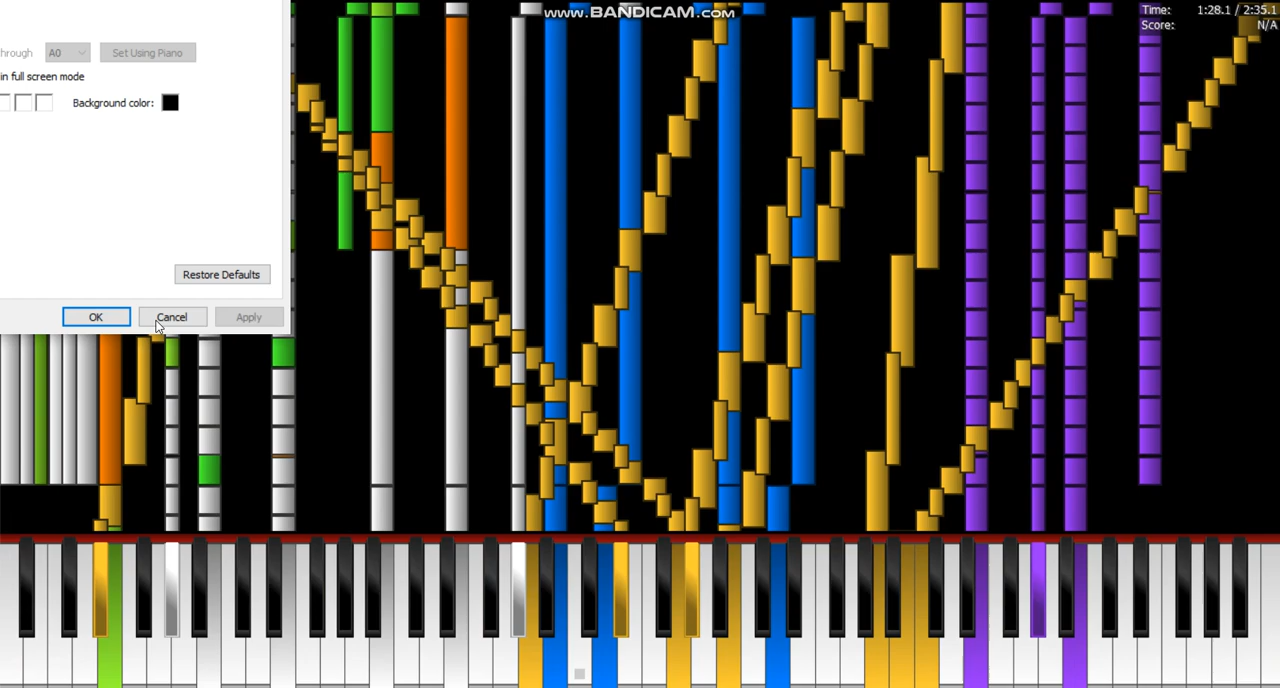 www.BANDICAM.com
Time: 1:28.1 / 2:35.1
Score: N/A
hrough A0 Set Using Piano
in full screen mode
Background color:
Restore Defaults
OK Cancel Apply